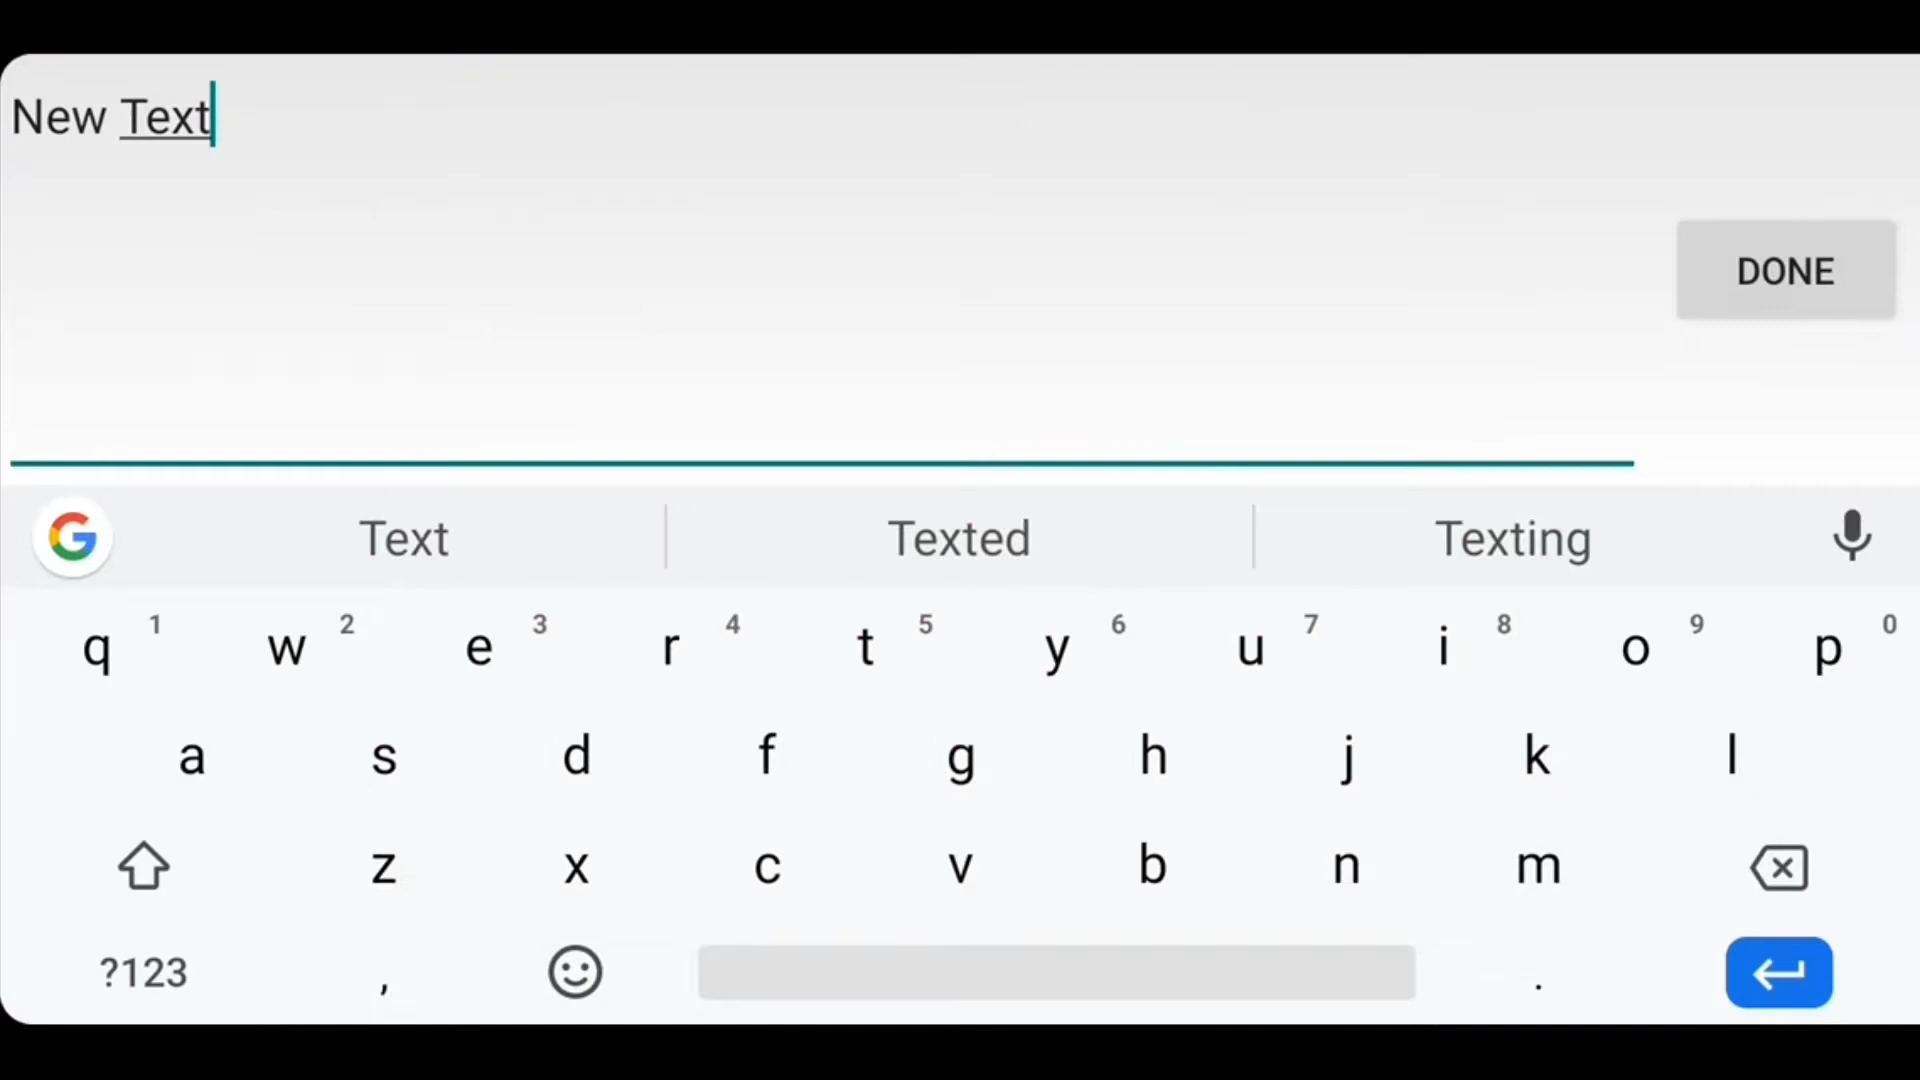 New Text
DONE
Text Texted Texting
q 1 w 2 e 3 r 4 t 5 y 6 u 7 i 8 o 9 p 0
a s d f g h j k l
z x c v b n m
?123 , .